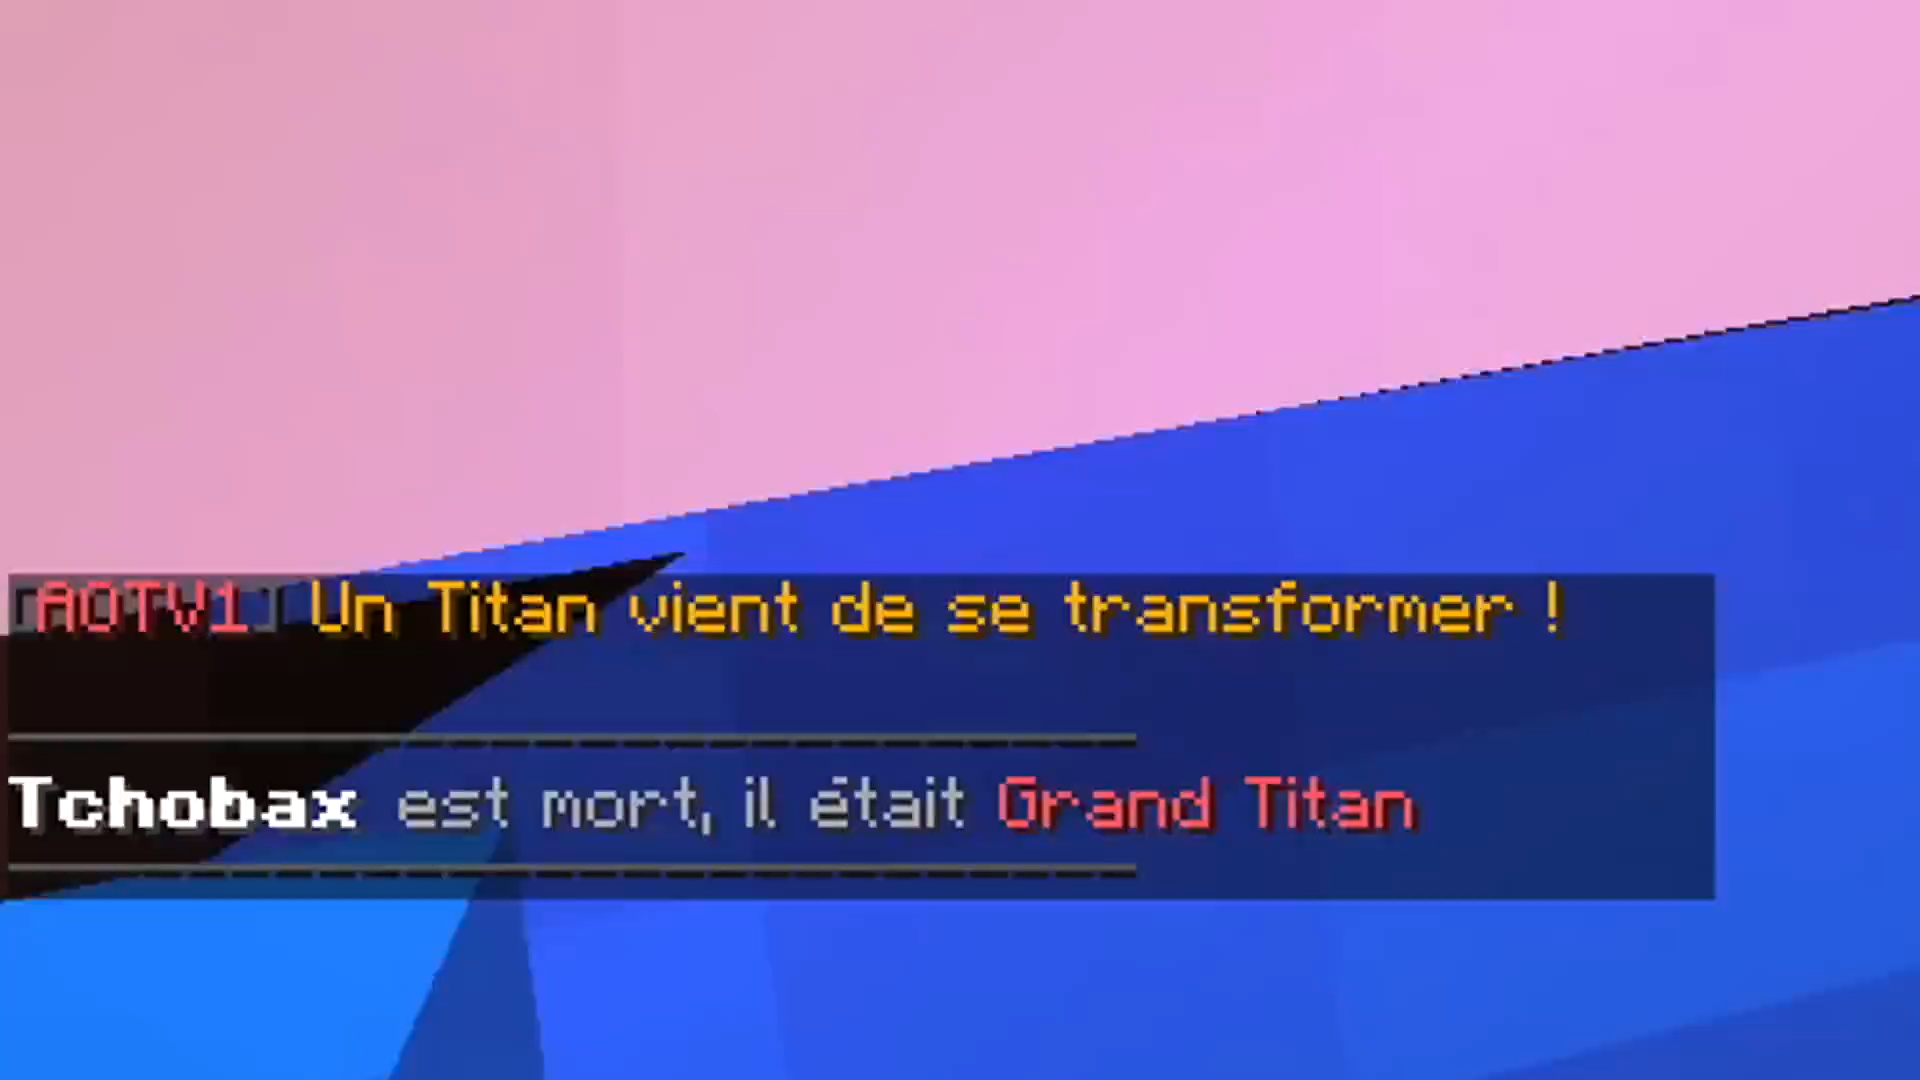 [AOTV1] Un Titan vient de se transformer !
Tchobax est mort, il était Grand Titan